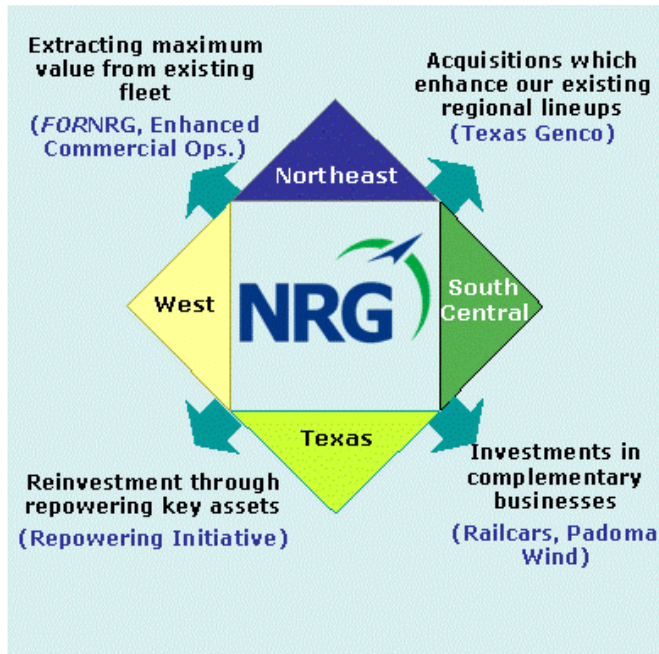 Extracting maximum
value from existing
fleet
(FORNRG, Enhanced
Commercial Ops.)
Acquisitions which
enhance our existing
regional lineups
(Texas Genco)
Northeast
West
NRG
South
Central
Texas
Reinvestment through
repowering key assets
(Repowering Initiative)
Investments in
complementary
businesses
(Railcars, Padoma
Wind)